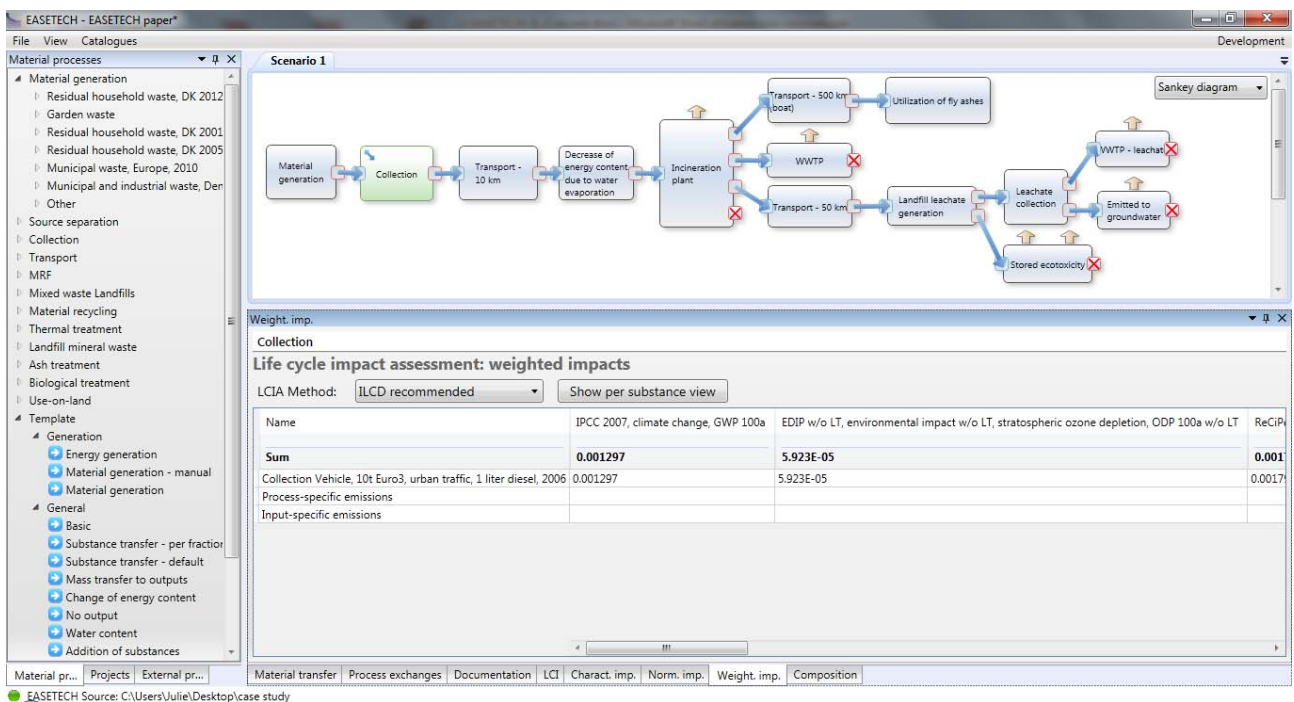 EASETECH - EASETECH paper*
File View Catalogues
Development
Material processes
Material generation
Residual household waste, DK 2012
Garden waste
Residual household waste, DK 2001
Residual household waste, DK 2005
Municipal waste, Europe, 2010
Municipal and industrial waste, Den
Other
Source separation
Collection
Transport
MRF
Mixed waste Landfills
Material recycling
Thermal treatment
Landfill mineral waste
Ash treatment
Biological treatment
Use-on-land
Template
Generation
Energy generation
Material generation - manual
Material generation
General
Basic
Substance transfer - per fraction
Substance transfer - default
Mass transfer to outputs
Change of energy content
No output
Water content
Addition of substances
Material pr... Projects External pr...
Scenario 1
Sankey diagram
Material
generation
Collection
Transport -
10 km
Decrease of
energy content
due to water
evaporation
Incineration
plant
Transport - 500 km
(boat)
Utilization of fly ashes
WWTP
Transport - 50 km
Landfill leachate
generation
Leachate
collection
WWTP - leachat
Emitted to
groundwater
Stored ecotoxicity
Weight. imp.
Collection
Life cycle impact assessment: weighted impacts
LCIA Method: ILCD recommended Show per substance view
Name IPCC 2007, climate change, GWP 100a EDIP w/o LT, environmental impact w/o LT, stratospheric ozone depletion, ODP 100a w/o LT ReCiPe
Sum 0.001297 5.923E-05 0.001
Collection Vehicle, 10t Euro3, urban traffic, 1 liter diesel, 2006 0.001297 5.923E-05 0.00179
Process-specific emissions
Input-specific emissions
Material transfer Process exchanges Documentation LCI Charact. imp. Norm. imp. Weight. imp. Composition
EASETECH Source: C:\Users\Julie\Desktop\case study